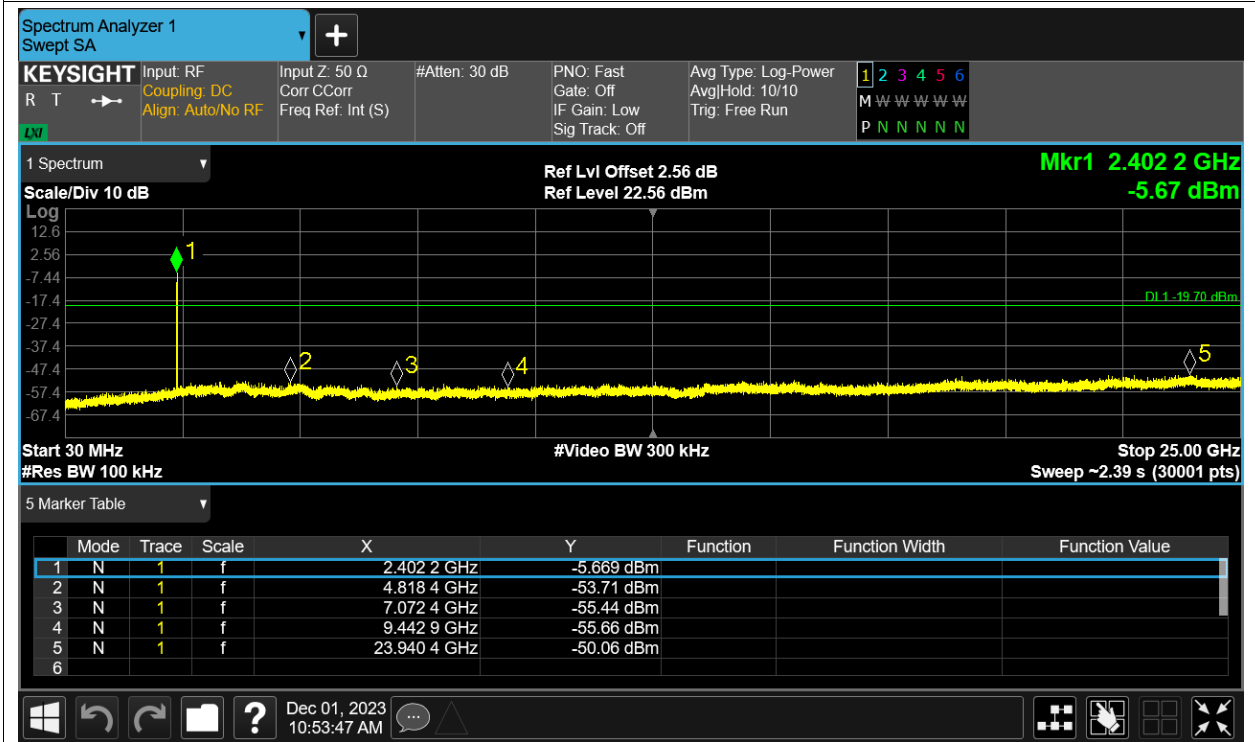 Spectrum Analyzer 1
Swept SA
+
KEYSIGHT
R T
LXI
Input: RF
Coupling: DC
Align: Auto/No RF
Input Z: 50 Ω
Corr CCorr
Freq Ref: Int (S)
#Atten: 30 dB
PNO: Fast
Gate: Off
IF Gain: Low
Sig Track: Off
Avg Type: Log-Power
Avg|Hold: 10/10
Trig: Free Run
1 2 3 4 5 6
M W W W W W
P N N N N N
1 Spectrum
Scale/Div 10 dB
Ref Lvl Offset 2.56 dB
Ref Level 22.56 dBm
Mkr1 2.402 2 GHz
-5.67 dBm
Log
12.6
2.56
-7.44
-17.4
-27.4
-37.4
-47.4
-57.4
-67.4
1
2
3
4
5
DL1 -19.70 dBm
Start 30 MHz
#Res BW 100 kHz
#Video BW 300 kHz
Stop 25.00 GHz
Sweep ~2.39 s (30001 pts)
5 Marker Table
Mode Trace Scale X Y Function Function Width Function Value
1 N 1 f 2.402 2 GHz -5.669 dBm
2 N 1 f 4.818 4 GHz -53.71 dBm
3 N 1 f 7.072 4 GHz -55.44 dBm
4 N 1 f 9.442 9 GHz -55.66 dBm
5 N 1 f 23.940 4 GHz -50.06 dBm
6
?
Dec 01, 2023
10:53:47 AM